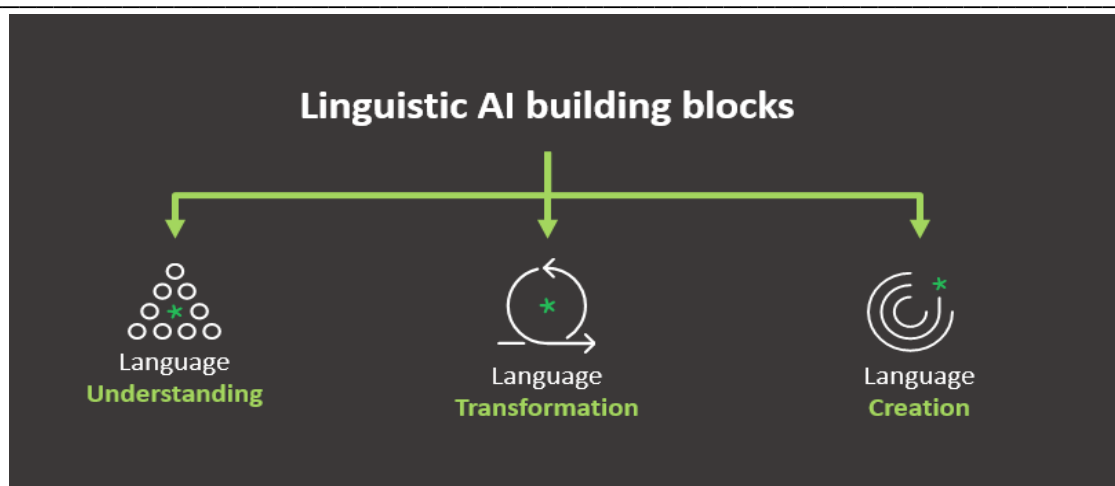 Linguistic AI building blocks
Language
Understanding
Language
Transformation
Language
Creation